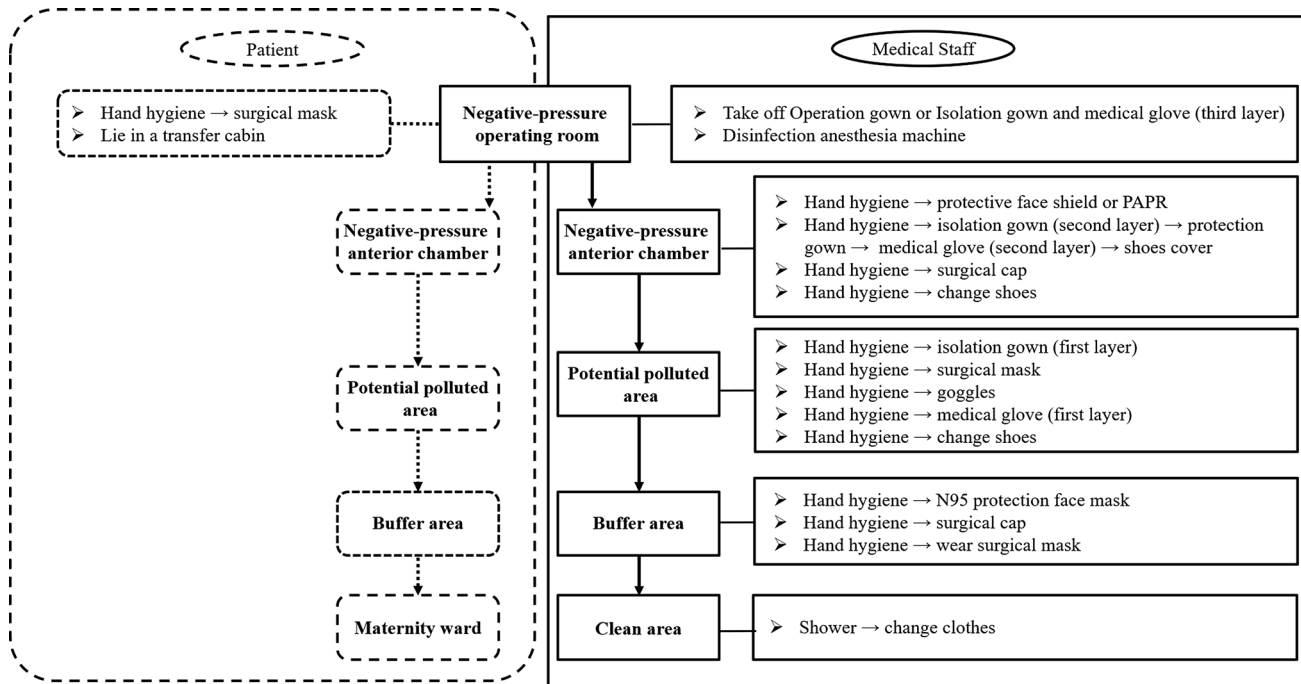 Patient
Medical Staff
➢ Hand hygiene → surgical mask
➢ Lie in a transfer cabin
Negative-pressure
operating room
➢ Take off Operation gown or Isolation gown and medical glove (third layer)
➢ Disinfection anesthesia machine
Negative-pressure
anterior chamber
Negative-pressure
anterior chamber
➢ Hand hygiene → protective face shield or PAPR
➢ Hand hygiene → isolation gown (second layer) → protection
gown → medical glove (second layer) → shoes cover
➢ Hand hygiene → surgical cap
➢ Hand hygiene → change shoes
Potential polluted
area
Potential polluted
area
➢ Hand hygiene → isolation gown (first layer)
➢ Hand hygiene → surgical mask
➢ Hand hygiene → goggles
➢ Hand hygiene → medical glove (first layer)
➢ Hand hygiene → change shoes
Buffer area
Buffer area
➢ Hand hygiene → N95 protection face mask
➢ Hand hygiene → surgical cap
➢ Hand hygiene → wear surgical mask
Maternity ward
Clean area
➢ Shower → change clothes